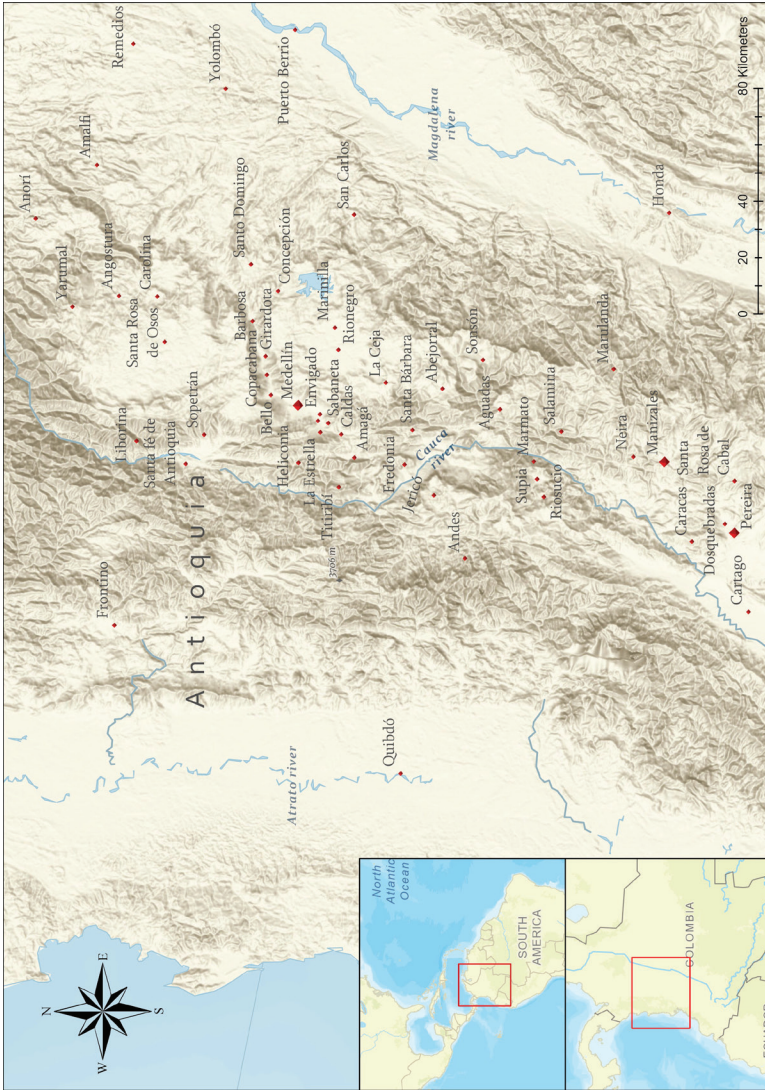 N
W
E
S
Anorí
Yarumal
Amalfi
Angostura
Frontino
Remedios
Liborina
Santa Rosa
de Osos
Carolina
Santa fé de
Antioquia
Sopetrán
Antioquia
Yolombó
Santo Domingo
Barbosa
Copacabana
Girardota
Bello
Concepción
Medellín
Heliconia
Puerto Berrio
Atrato river
Envigado
La Estrella
Sabaneta
Marinilla
Titiribí
Caldas
Rionegro
San Carlos
3706 m
Amagá
La Ceja
Quibdó
Fredonia
Santa Bárbara
Jericó
Cauca
river
Abejorral
Magdalena
river
Andes
Sonsón
Aguadas
Marmato
Supía
Riosucio
Salamina
Marulanda
Neira
Manizales
Honda
Caracas
Santa
Rosa de
Cabal
Dosquebradas
Pereira
Cartago
0
20
40
80 Kilometers
North
Atlantic
Ocean
SOUTH
AMERICA
COLOMBIA